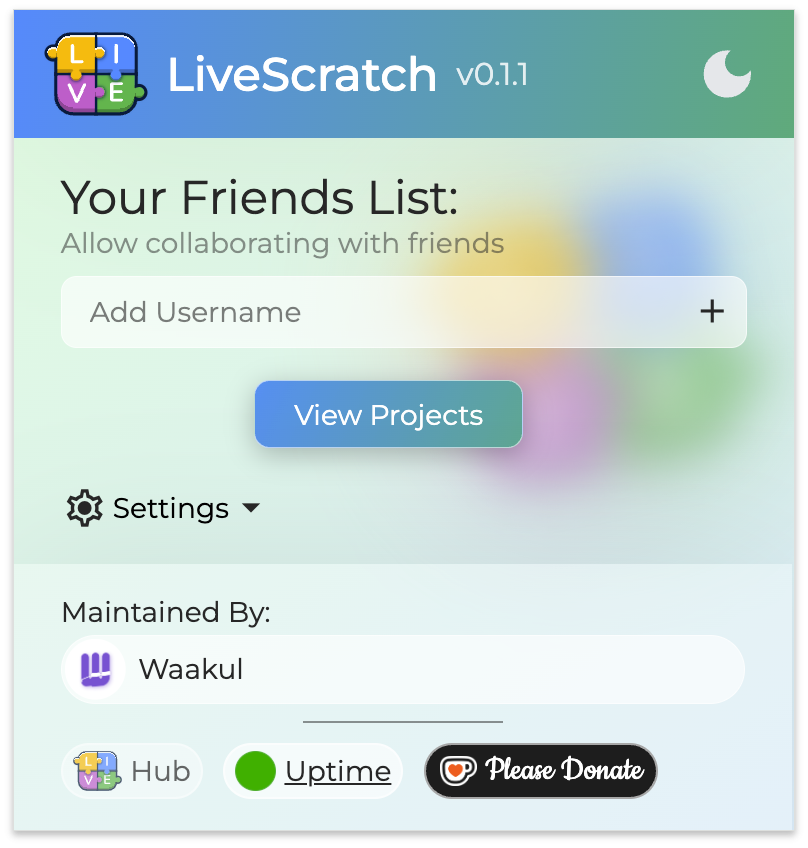 LIVE
LiveScratch v0.1.1
Your Friends List:
Allow collaborating with friends
Add Username +
View Projects
Settings
Maintained By:
Waakul
LIVE Hub Uptime Please Donate